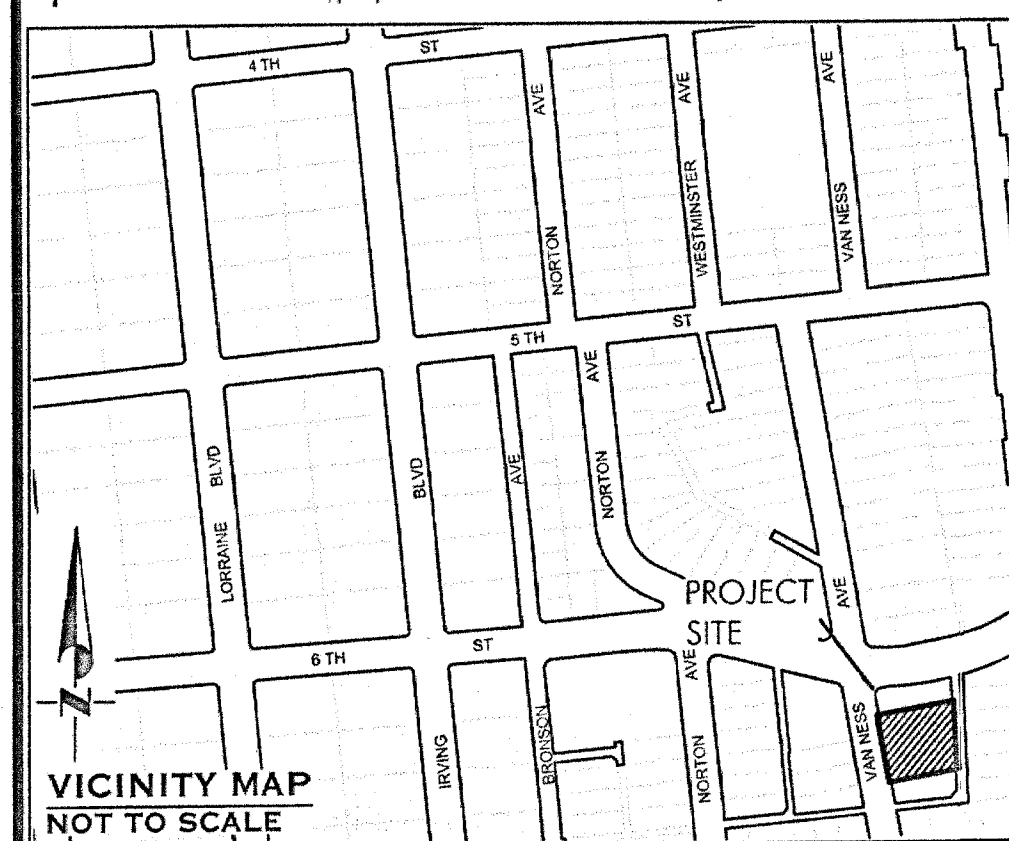 4 TH ST
AVE
AVE
AVE
NORTON
WESTMINSTER
VAN NESS
5 TH ST
AVE
LORRAINE BLVD
BLVD
AVE
NORTON
PROJECT
SITE
AVE
6 TH ST
AVE
IRVING
BRONSON
NORTON
VAN NESS
N
VICINITY MAP
NOT TO SCALE